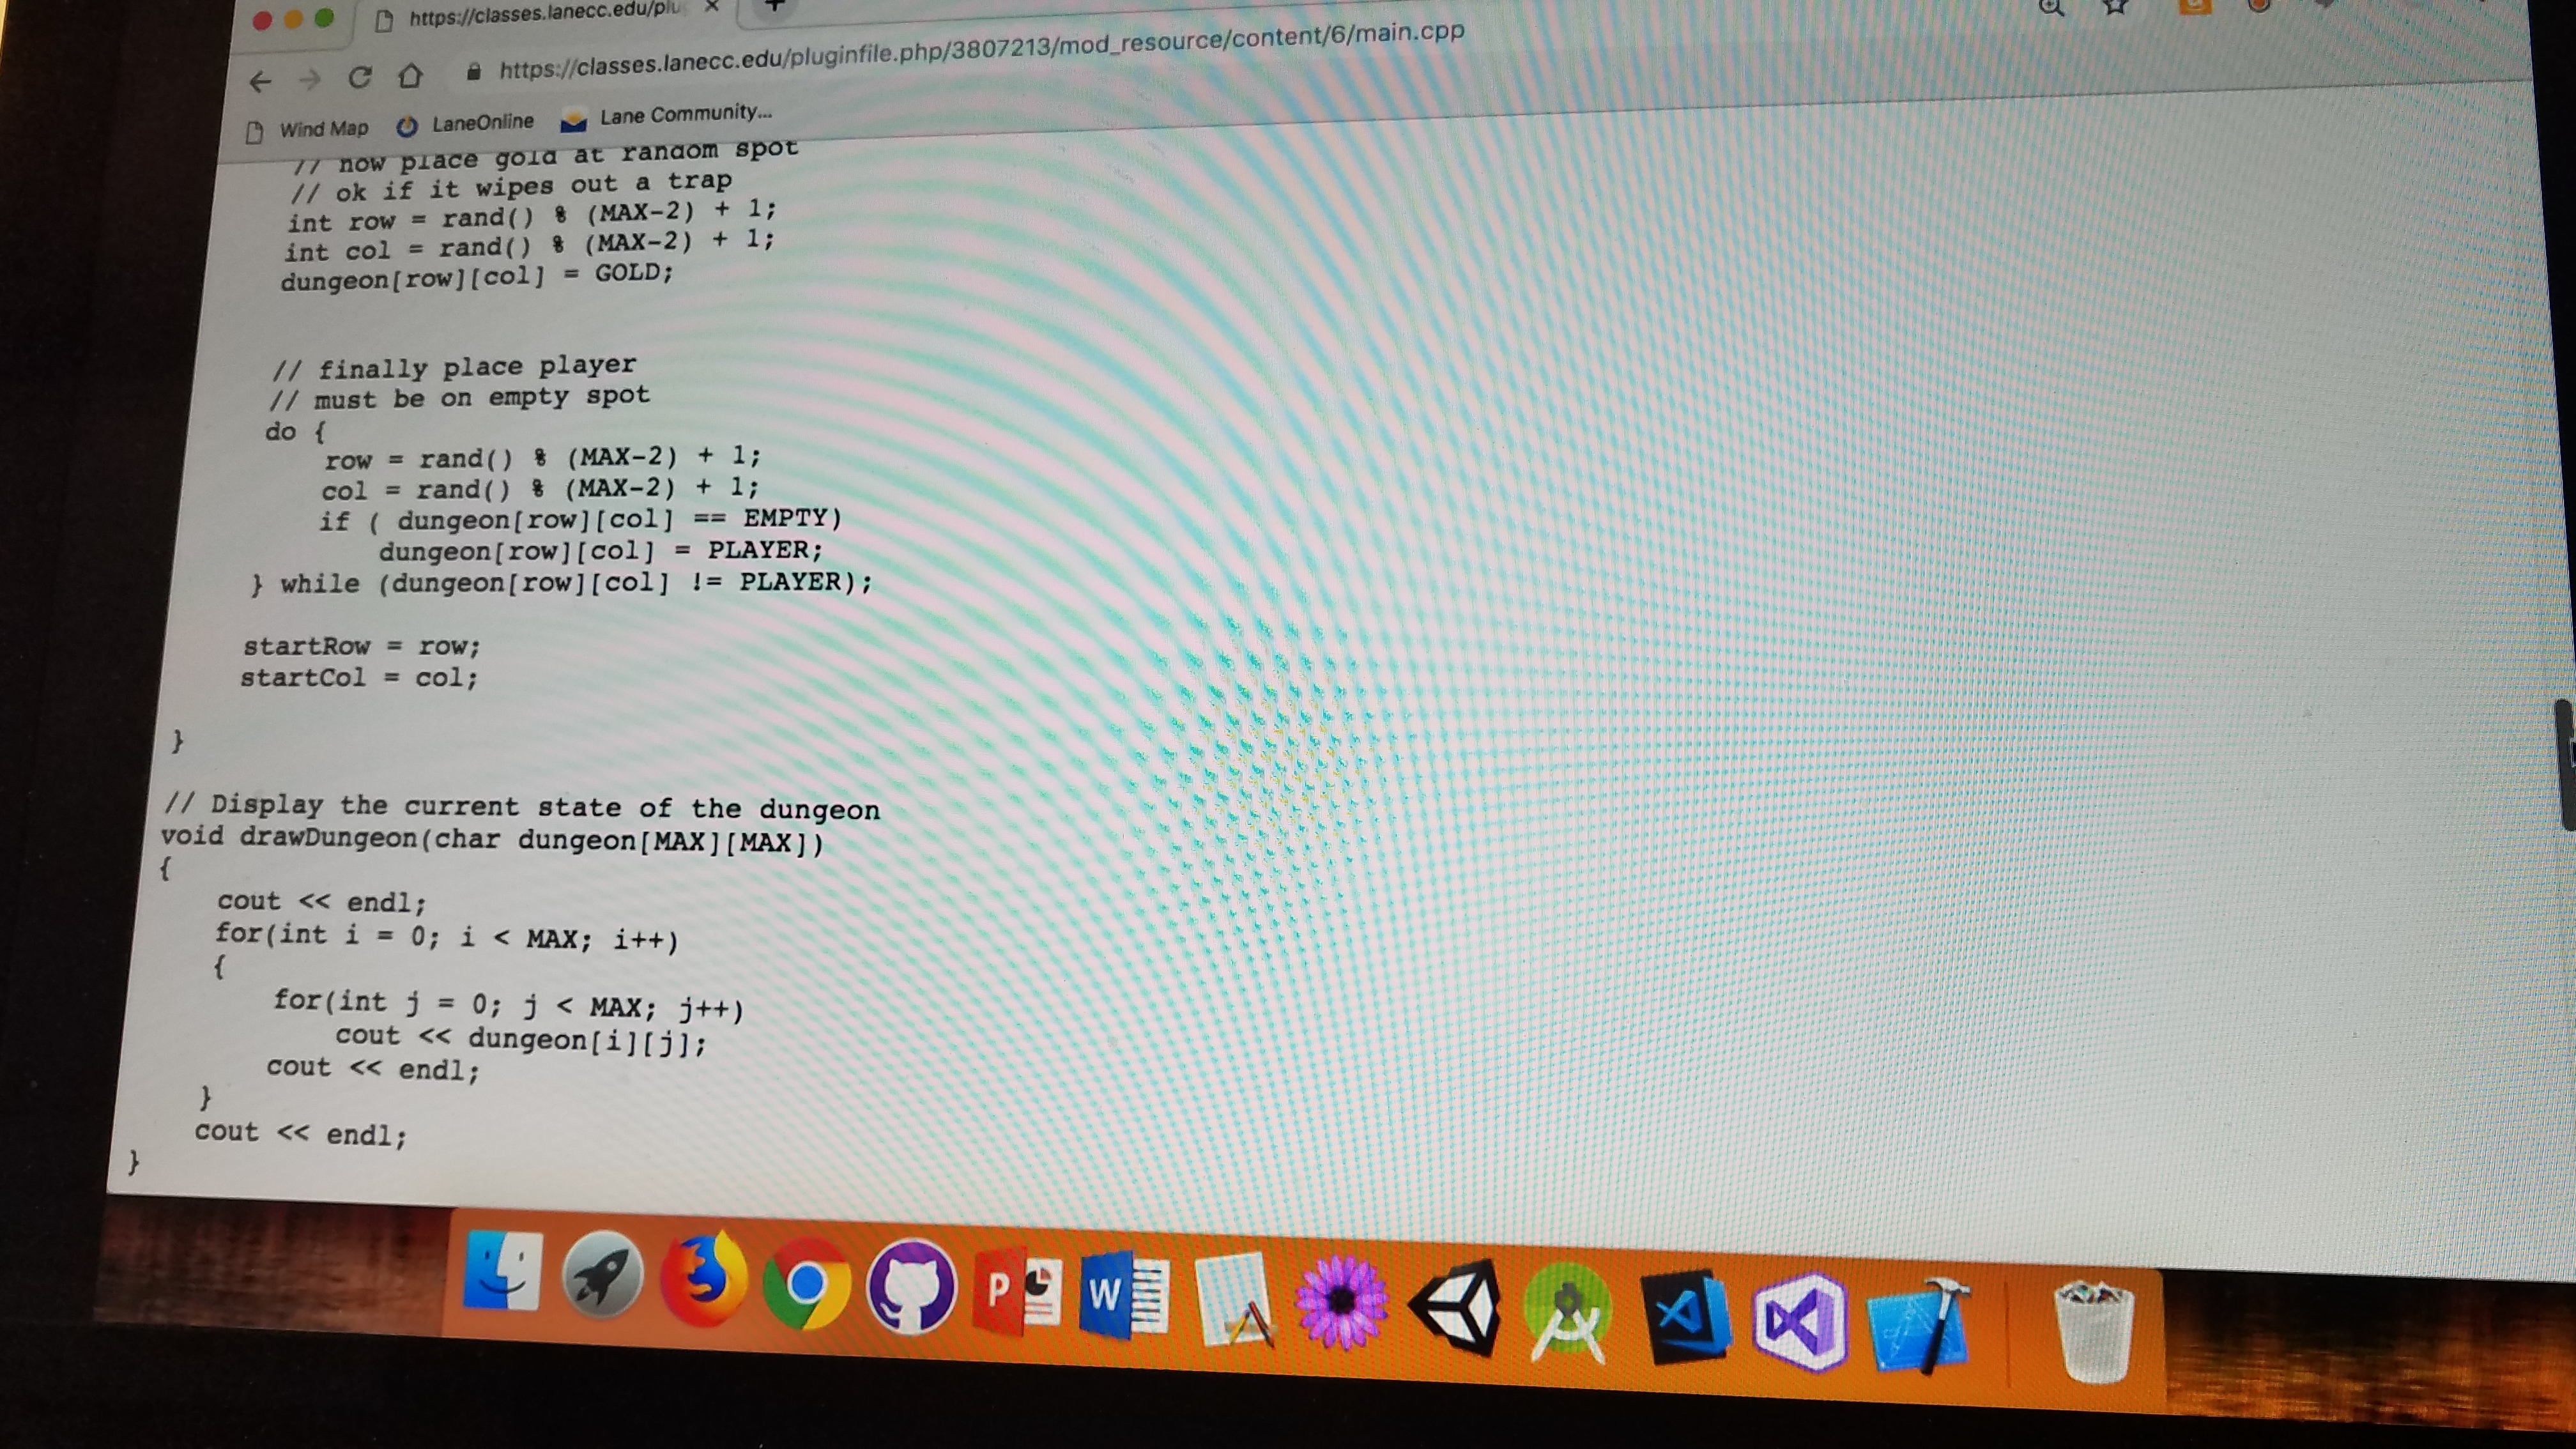 https://classes.lanecc.edu/plu
https://classes.lanecc.edu/pluginfile.php/3807213/mod_resource/content/6/main.cpp
Wind Map LaneOnline Lane Community...
// now place gold at random spot
// ok if it wipes out a trap
int row = rand() % (MAX-2) + 1;
int col = rand() % (MAX-2) + 1;
dungeon[row][col] = GOLD;
// finally place player
// must be on empty spot
do {
row = rand() % (MAX-2) + 1;
col = rand() % (MAX-2) + 1;
if ( dungeon[row][col] == EMPTY)
dungeon[row][col] = PLAYER;
} while (dungeon[row][col] != PLAYER);
startRow = row;
startCol = col;
}
// Display the current state of the dungeon
void drawDungeon(char dungeon[MAX][MAX])
{
cout << endl;
for(int i = 0; i < MAX; i++)
{
for(int j = 0; j < MAX; j++)
cout << dungeon[i][j];
cout << endl;
}
cout << endl;
}
P W